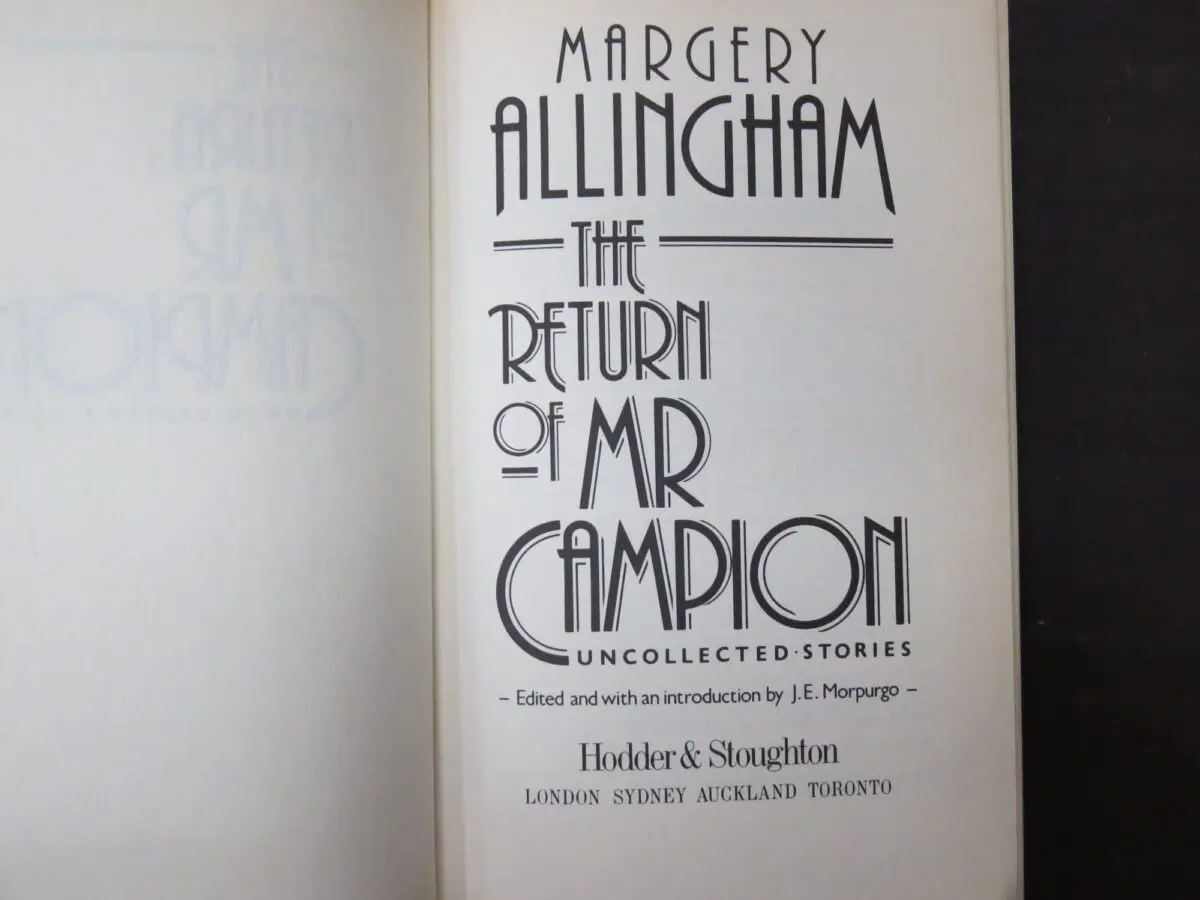 MARGERY
ALLINGHAM
THE
RETURN
OF MR
CAMPION
UNCOLLECTED·STORIES
– Edited and with an introduction by J.E. Morpurgo –
Hodder & Stoughton
LONDON SYDNEY AUCKLAND TORONTO